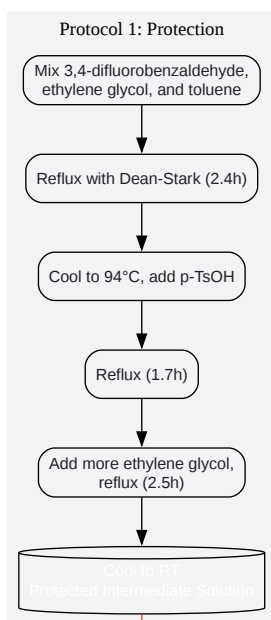 Protocol 1: Protection
Mix 3,4-difluorobenzaldehyde,
ethylene glycol, and toluene
Reflux with Dean-Stark (2.4h)
Cool to 94°C, add p-TsOH
Reflux (1.7h)
Add more ethylene glycol,
reflux (2.5h)
Cool to RT
Protected Intermediate Solution